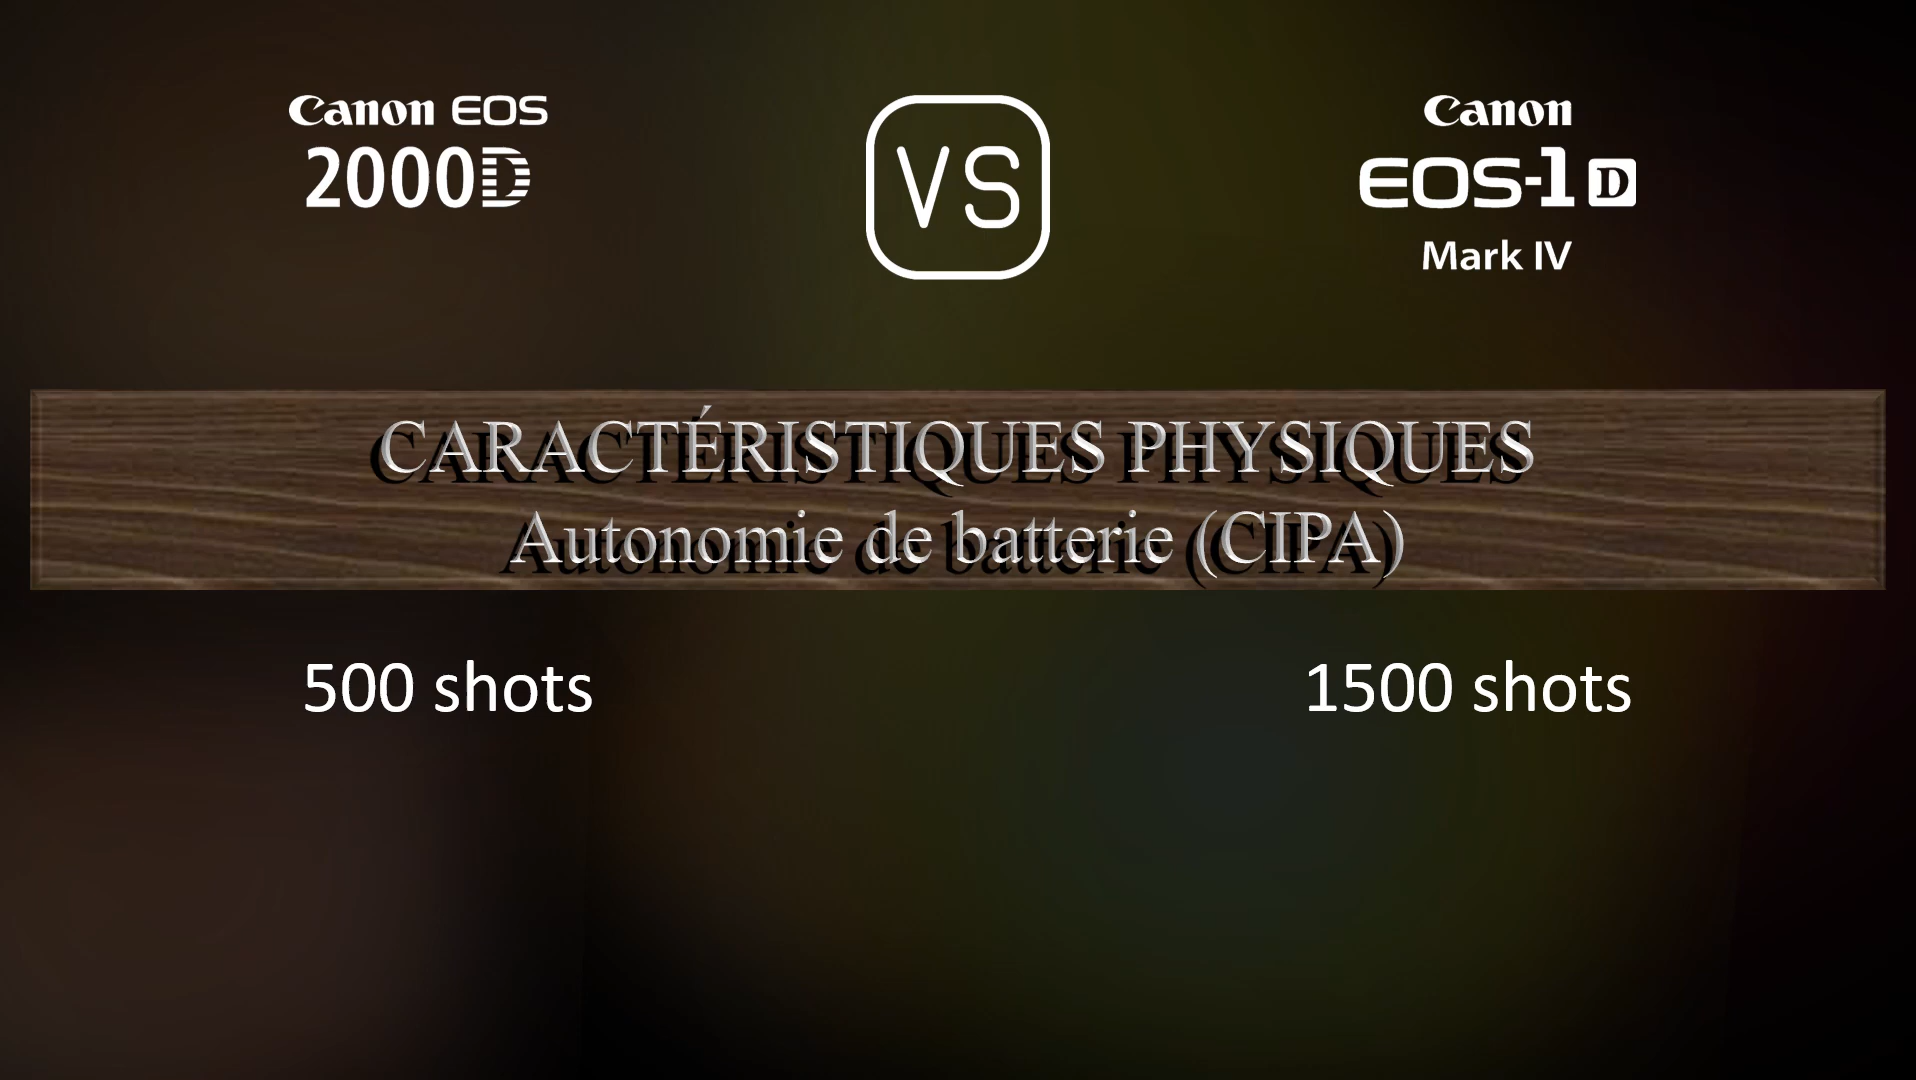 Canon EOS
2000D
VS
Canon
EOS-1D
Mark IV
CARACTÉRISTIQUES PHYSIQUES
Autonomie de batterie (CIPA)
500 shots
1500 shots